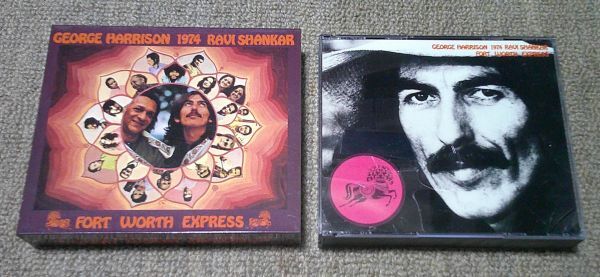 GEORGE HARRISON 1974 RAVI SHANKAR
FORT WORTH EXPRESS
GEORGE HARRISON 1974 RAVI SHANKAR
FORT WORTH EXPRESS